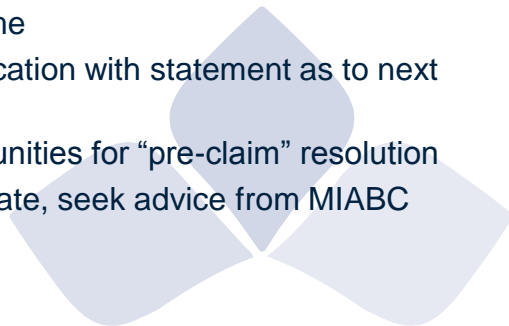 ne
cation with statement as to next
unities for “pre-claim” resolution
ate, seek advice from MIABC